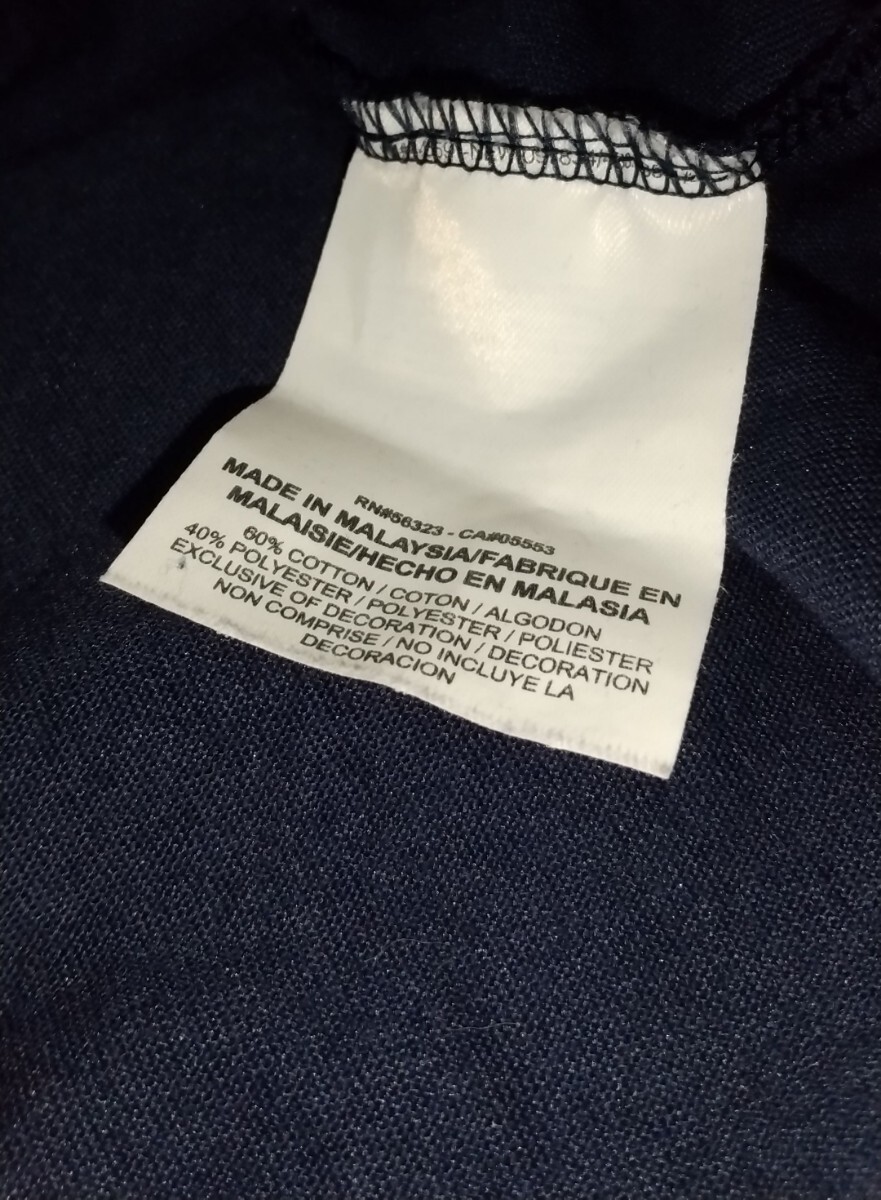 RN#56323 - CA#05553
MADE IN MALAYSIA/FABRIQUE EN
MALAISIE/HECHO EN MALASIA
60% COTTON / COTON / ALGODON
40% POLYESTER / POLYESTER / POLIESTER
EXCLUSIVE OF DECORATION / DECORATION
NON COMPRISE / NO INCLUYE LA
DECORACION